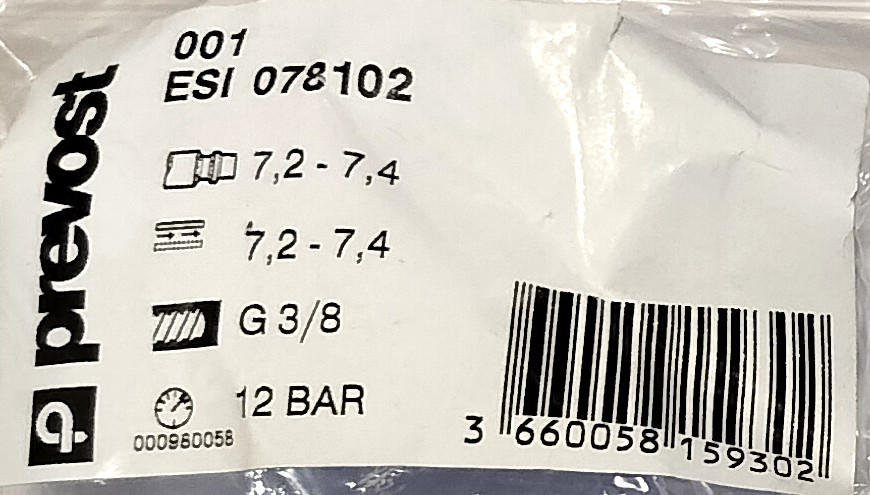 prevost
001
ESI 078102
7,2 - 7,4
7,2 - 7,4
G 3/8
12 BAR
000980058
3 660058 159302